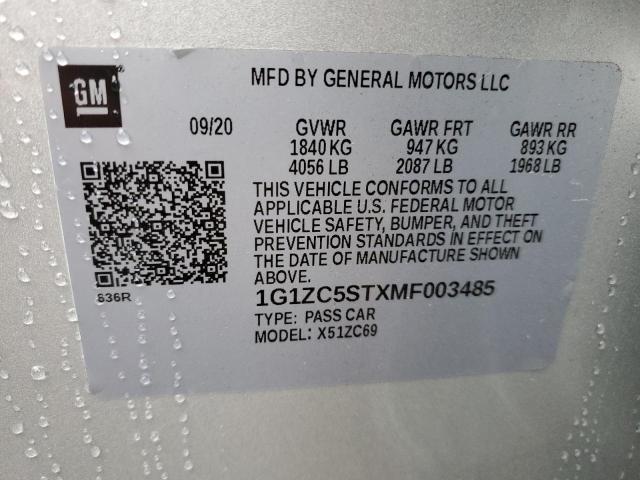 GM
MFD BY GENERAL MOTORS LLC
09/20 GVWR GAWR FRT GAWR RR
1840 KG 947 KG 893 KG
4056 LB 2087 LB 1968 LB
THIS VEHICLE CONFORMS TO ALL
APPLICABLE U.S. FEDERAL MOTOR
VEHICLE SAFETY, BUMPER, AND THEFT
PREVENTION STANDARDS IN EFFECT ON
THE DATE OF MANUFACTURE SHOWN
ABOVE.
836R
1G1ZC5STXMF003485
TYPE: PASS CAR
MODEL: X51ZC69